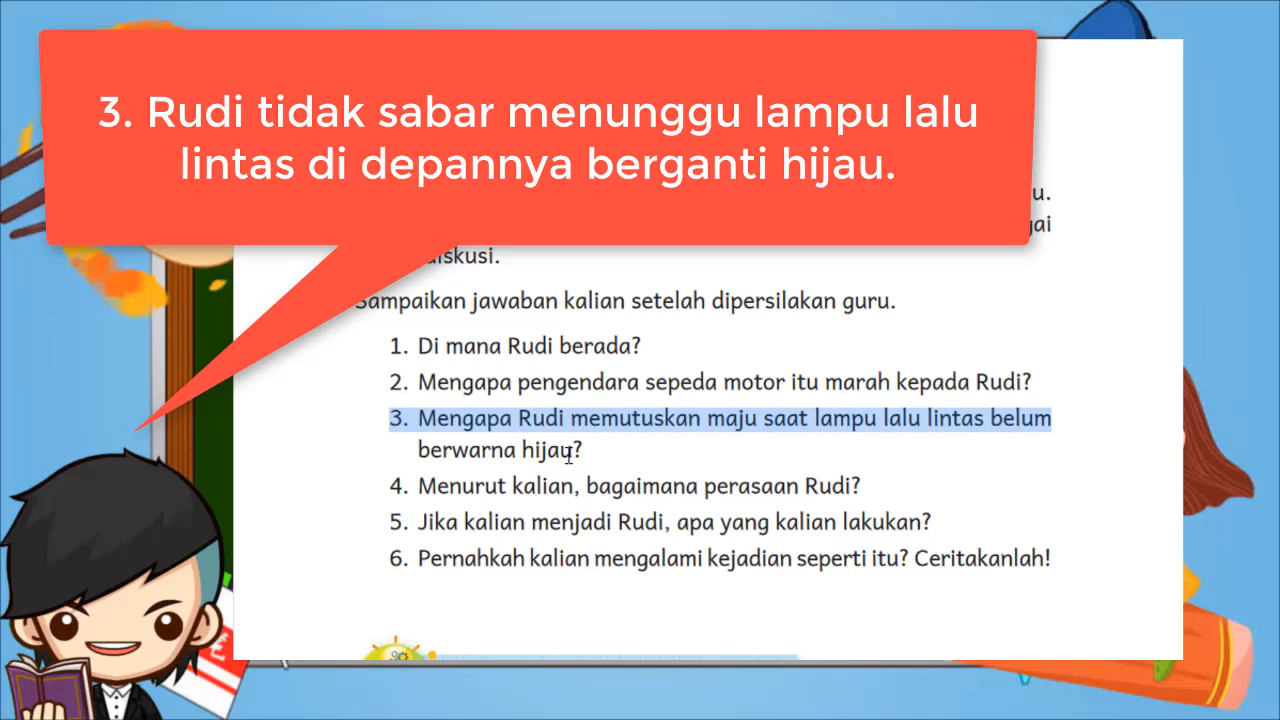 3. Rudi tidak sabar menunggu lampu lalu
lintas di depannya berganti hijau.
diskusi.
Sampaikan jawaban kalian setelah dipersilakan guru.
1. Di mana Rudi berada?
2. Mengapa pengendara sepeda motor itu marah kepada Rudi?
3. Mengapa Rudi memutuskan maju saat lampu lalu lintas belum
berwarna hijau?
4. Menurut kalian, bagaimana perasaan Rudi?
5. Jika kalian menjadi Rudi, apa yang kalian lakukan?
6. Pernahkah kalian mengalami kejadian seperti itu? Ceritakanlah!